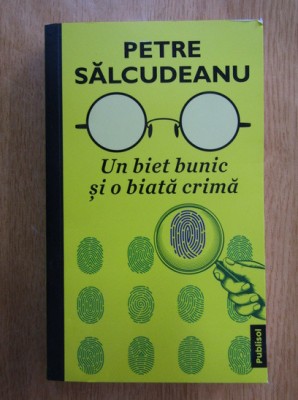 PETRE
SĂLCUDEANU
Un biet bunic
și o biată crimă
Publisol